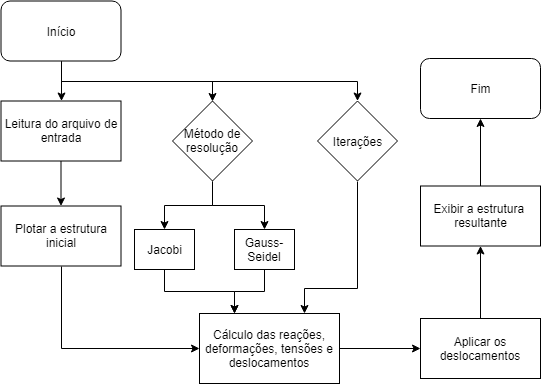 Início
Leitura do arquivo de
entrada
Método de
resolução
Iterações
Fim
Plotar a estrutura
inicial
Jacobi
Gauss-
Seidel
Exibir a estrutura
resultante
Cálculo das reações,
deformações, tensões e
deslocamentos
Aplicar os
deslocamentos